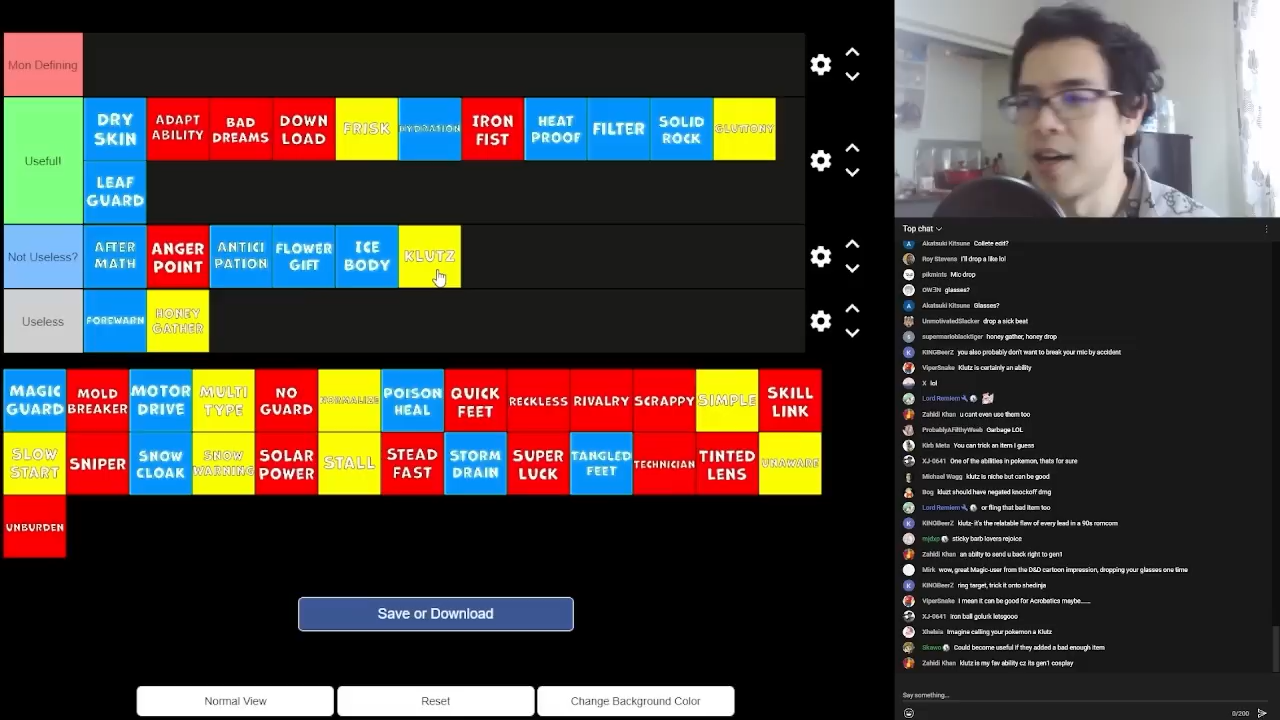 Mon Defining
Usefull
DRY SKIN
ADAPT ABILITY
BAD DREAMS
DOWN LOAD
FRISK
HYDRATION
IRON FIST
HEAT PROOF
FILTER
SOLID ROCK
GLUTTONY
LEAF GUARD
Not Useless?
AFTER MATH
ANGER POINT
ANTICI PATION
FLOWER GIFT
ICE BODY
KLUTZ
Useless
FOREWARN
HONEY GATHER
MAGIC GUARD
MOLD BREAKER
MOTOR DRIVE
MULTI TYPE
NO GUARD
NORMALIZE
POISON HEAL
QUICK FEET
RECKLESS
RIVALRY
SCRAPPY
SIMPLE
SKILL LINK
SLOW START
SNIPER
SNOW CLOAK
SNOW WARNING
SOLAR POWER
STALL
STEAD FAST
STORM DRAIN
SUPER LUCK
TANGLED FEET
TECHNICIAN
TINTED LENS
UNAWARE
UNBURDEN
Save or Download
Normal View
Reset
Change Background Color
Top chat
Akatsuki Kitsune Collete edit?
Roy Stevens I'll drop a like lol
pikmints Mic drop
OW3N glasses?
Akatsuki Kitsune Glasses?
UnmotivatedSlacker drop a sick beat
supermarioblacktiger honey gather, honey drop
KINGBeerZ you also probably don't want to break your mic by accident
ViperSnake Klutz is certainly an ability
X lol
Lord Remiem
Zahidi Khan u cant even use them too
ProbablyAFilthyWeeb Garbage LOL
Kirb Meta You can trick an item I guess
XJ-0641 One of the abilities in pokemon, thats for sure
Michael Wagg klutz is niche but can be good
Bog kluzt should have negated knockoff dmg
Lord Remiem or fling that bad item too
KINGBeerZ klutz- it's the relatable flaw of every lead in a 90s romcom
mjdxp sticky barb lovers rejoice
Zahidi Khan an abilty to send u back right to gen1
Mirk wow, great Magic-user from the D&D cartoon impression, dropping your glasses one time
KINGBeerZ ring target, trick it onto shedinja
ViperSnake I mean it can be good for Acrobatics maybe......
XJ-0641 Iron ball golurk letsgooo
Xhelsia Imagine calling your pokemon a Klutz
Skawo Could become useful if they added a bad enough item
Zahidi Khan klutz is my fav ability cz its gen1 cosplay
Say something...
0/200